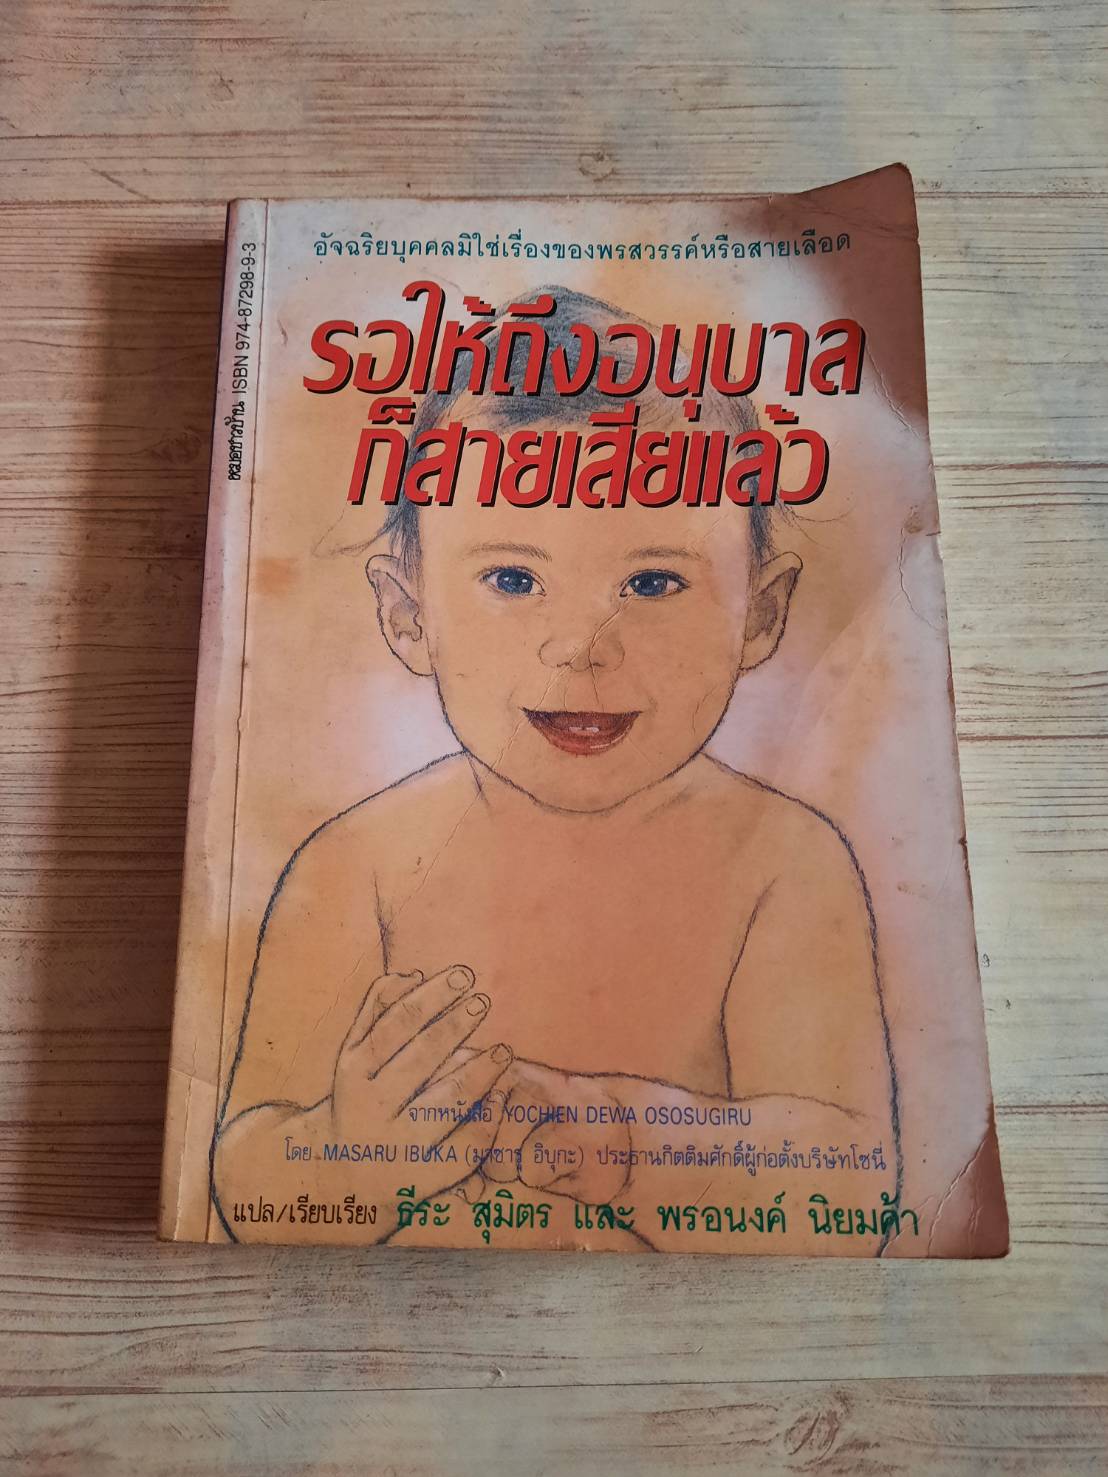 อัจฉริยบุคคลมิใช่เรื่องของพรสวรรค์หรือสายเลือด
รอให้ถึงอนุบาล
ก็สายเสียแล้ว
จากหนังสือ YOCHIEN DEWA OSOSUGIRU
โดย MASARU IBUKA (มาซารุ อิบุกะ) ประธานกิตติมศักดิ์ผู้ก่อตั้งบริษัทโซนี่
แปล/เรียบเรียง ธีระ สุมิตร และ พรอนงค์ นิยมค้า
หมอชาวบ้าน ISBN 974-87298-9-3